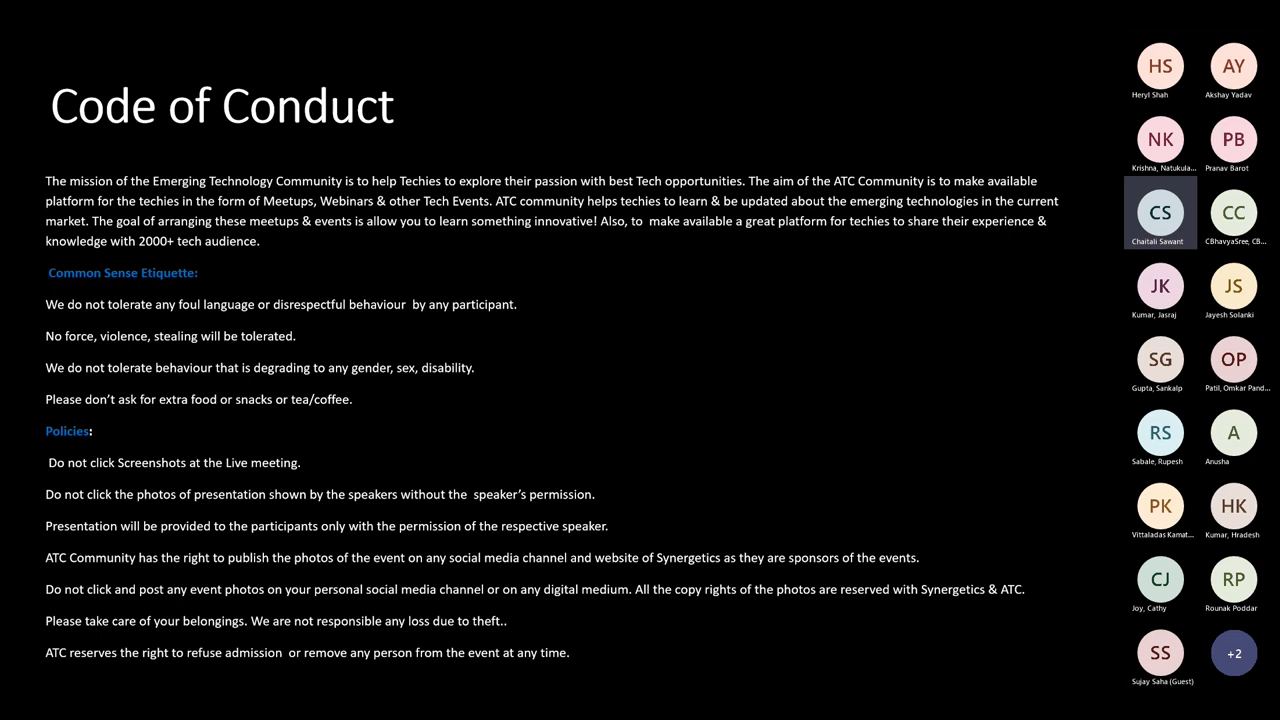 Code of Conduct
The mission of the Emerging Technology Community is to help Techies to explore their passion with best Tech opportunities. The aim of the ATC Community is to make available
platform for the techies in the form of Meetups, Webinars & other Tech Events. ATC community helps techies to learn & be updated about the emerging technologies in the current
market. The goal of arranging these meetups & events is allow you to learn something innovative! Also, to  make available a great platform for techies to share their experience &
knowledge with 2000+ tech audience.
Common Sense Etiquette:
We do not tolerate any foul language or disrespectful behaviour  by any participant.
No force, violence, stealing will be tolerated.
We do not tolerate behaviour that is degrading to any gender, sex, disability.
Please don’t ask for extra food or snacks or tea/coffee.
Policies:
Do not click Screenshots at the Live meeting.
Do not click the photos of presentation shown by the speakers without the  speaker’s permission.
Presentation will be provided to the participants only with the permission of the respective speaker.
ATC Community has the right to publish the photos of the event on any social media channel and website of Synergetics as they are sponsors of the events.
Do not click and post any event photos on your personal social media channel or on any digital medium. All the copy rights of the photos are reserved with Synergetics & ATC.
Please take care of your belongings. We are not responsible any loss due to theft..
ATC reserves the right to refuse admission  or remove any person from the event at any time.
HS AY
Heryl Shah Akshay Yadav
NK PB
Krishna, Natukula... Pranav Barot
CS CC
Chaitali Sawant CBhavyaSree, CB...
JK JS
Kumar, Jasraj Jayesh Solanki
SG OP
Gupta, Sankalp Patil, Omkar Pand...
RS A
Sabale, Rupesh Anusha
PK HK
Vittaladas Kamat... Kumar, Hradesh
CJ RP
Joy, Cathy Rounak Poddar
SS +2
Sujay Saha (Guest)